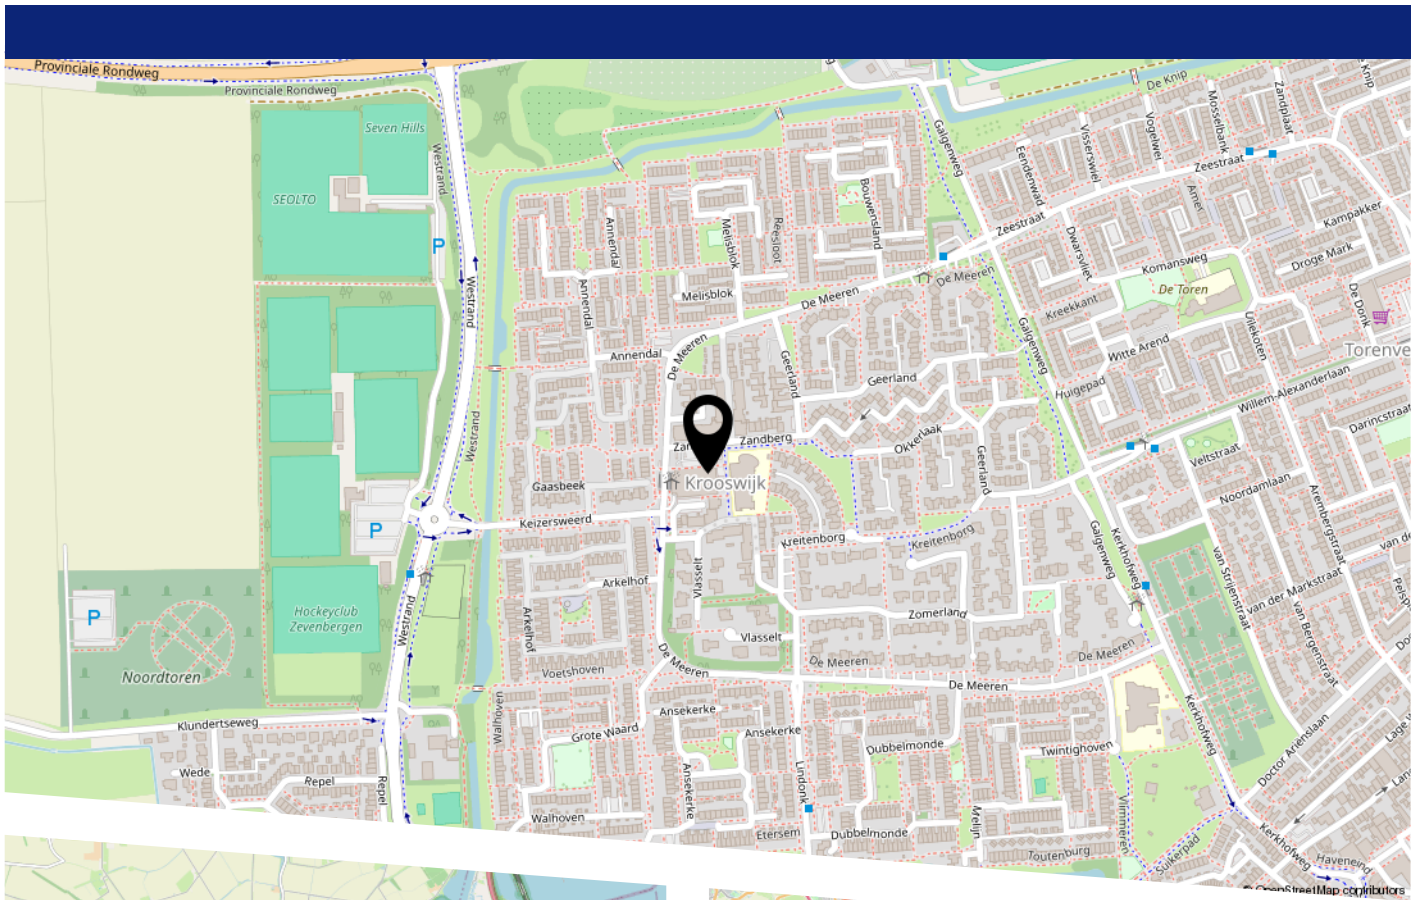 Provinciale Rondweg
Provinciale Rondweg
De Knip
Knip
Seven Hills
Westrand
SEOLTO
P
Galgenweg
Eendenwad
Visserswiel
Vogelwei
Mosselbank
Zandplaar
Zeestraat
Zeestraat
Amer
Kampakker
Droge Mark
Dwarsvliet
Komansweg
De Toren
Kreekkant
De Donk
Annendal
Annendal
Melisblok
Reesloot
Bouwensland
Melisblok
De Meeren
De Meeren
Westrand
Annendal
De Meeren
Geerland
Geerland
Galgenweg
Witte Arend
Uilekoten
Torenve
Huigepad
Willem-Alexanderlaan
Darincstraat
Westrand
Zandberg
Okkerlaak
Geerland
Veltstraat
Noordamlaan
Gaasbeek
Krooswijk
Keizersweerd
P
Kreitenborg
Kreitenborg
Galgenweg
Kerkhofweg
van Strijenstraat
Arembergstraat
van der Markstraat
van Bergenstraat
Vlasselt
Arkelhof
Arkelhof
Hockeyclub
Zevenbergen
P
Westrand
Zomerland
Vlasselt
De Meeren
De Meeren
De Meeren
De Meeren
Voetshoven
Noordtoren
Klundertseweg
Walhoven
Ansekerke
Ansekerke
Grote Waard
Dubbelmonde
Twintighoven
Kerkhofweg
Doctor Ariënslaan
Wede
Repel
Repel
Ansekerke
Lindonk
Walhoven
Etersem
Dubbelmonde
Melijn
Vlimmeren
Toutenburg
Suikerpad
Kerkhofweg
Haveneind
© OpenStreetMap contributors